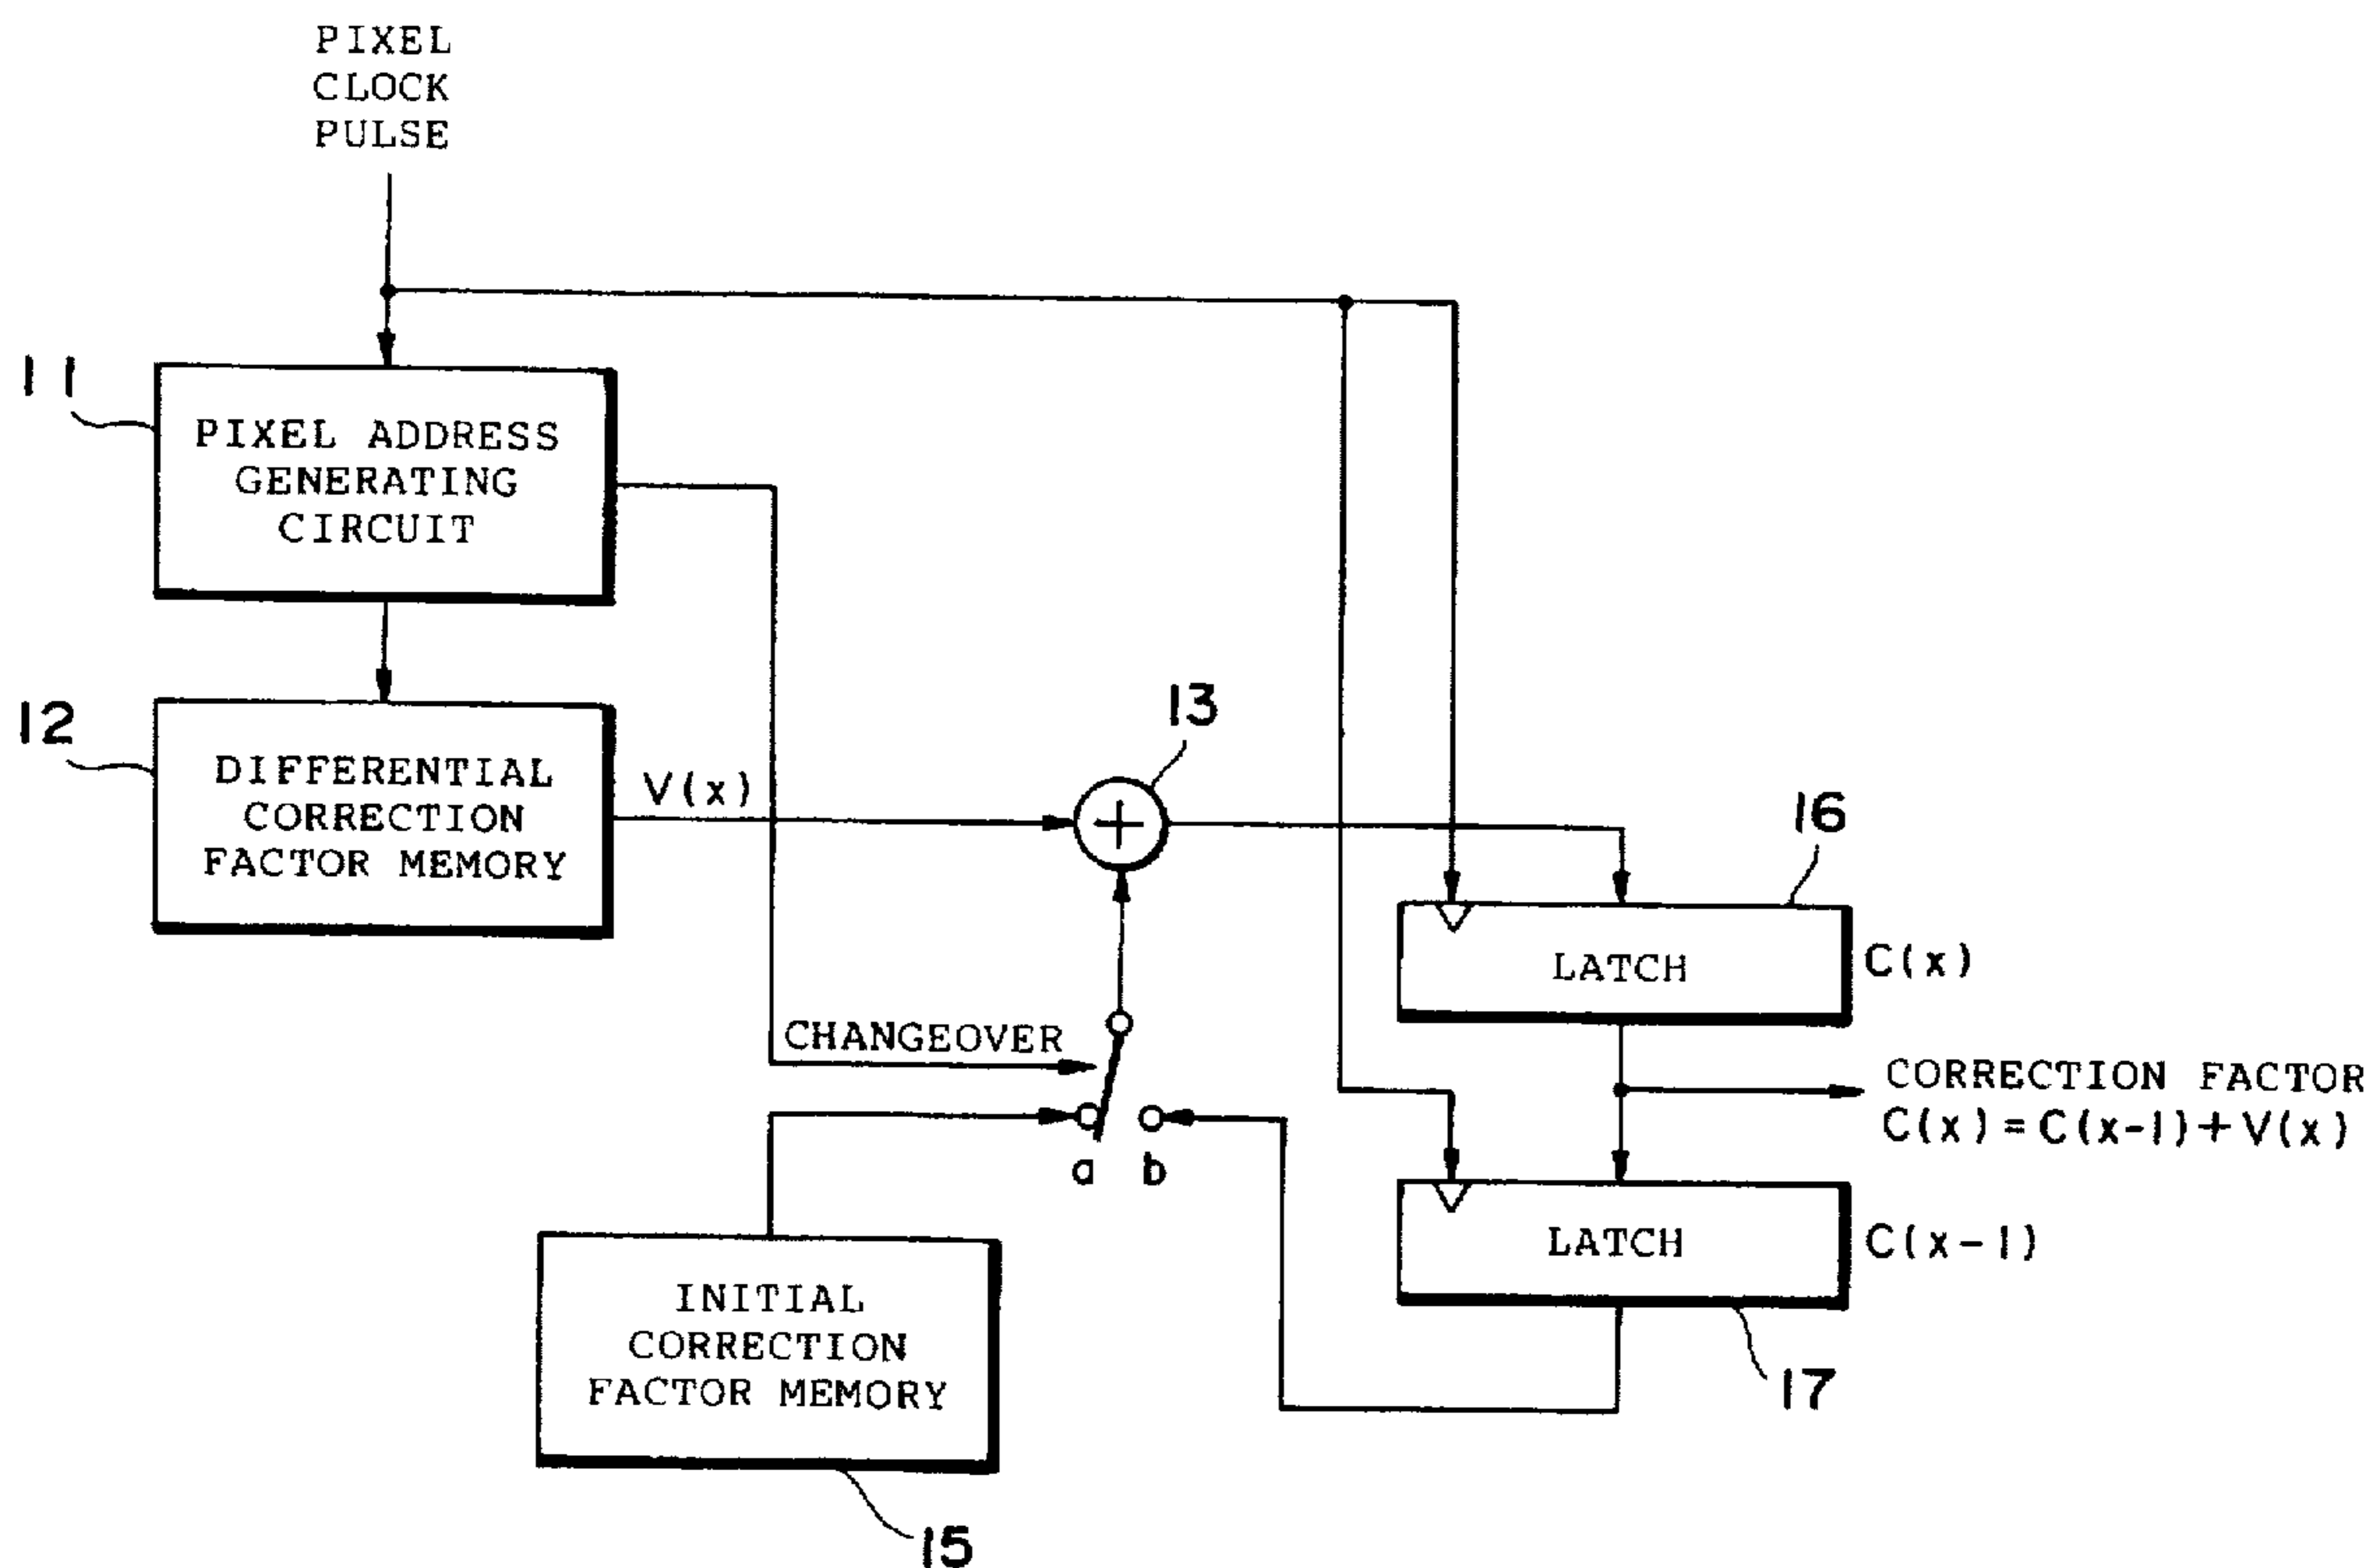 PIXEL
CLOCK
PULSE
11
PIXEL ADDRESS
GENERATING
CIRCUIT
12
DIFFERENTIAL
CORRECTION
FACTOR MEMORY
V(x)
13
16
LATCH
C(x)
CHANGEOVER
CORRECTION FACTOR
C(x)=C(x-1)+V(x)
a b
LATCH
C(x-1)
17
INITIAL
CORRECTION
FACTOR MEMORY
15